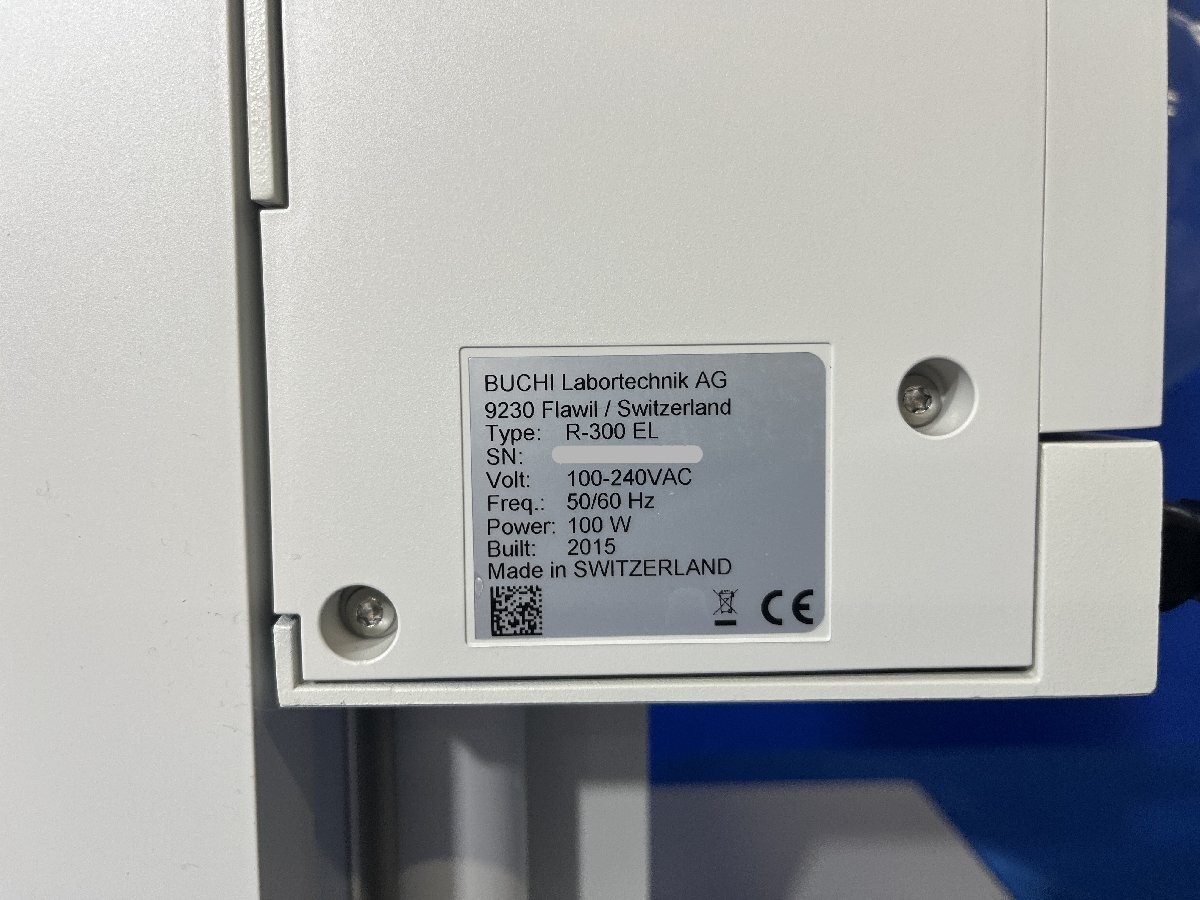 BUCHI Labortechnik AG
9230 Flawil / Switzerland
Type: R-300 EL
SN:
Volt: 100-240VAC
Freq.: 50/60 Hz
Power: 100 W
Built: 2015
Made in SWITZERLAND
CE